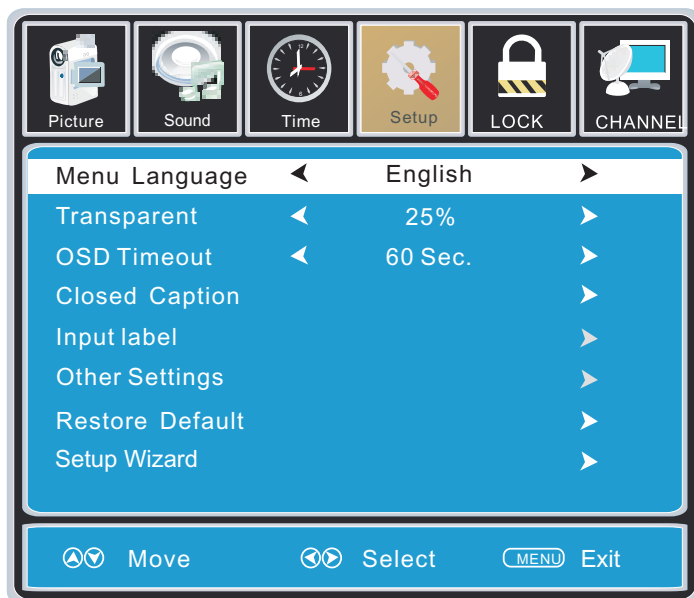 Picture Sound Time Setup LOCK CHANNEL
Menu Language English
Transparent 25%
OSD Timeout 60 Sec.
Closed Caption
Input label
Other Settings
Restore Default
Setup Wizard
Move Select MENU Exit